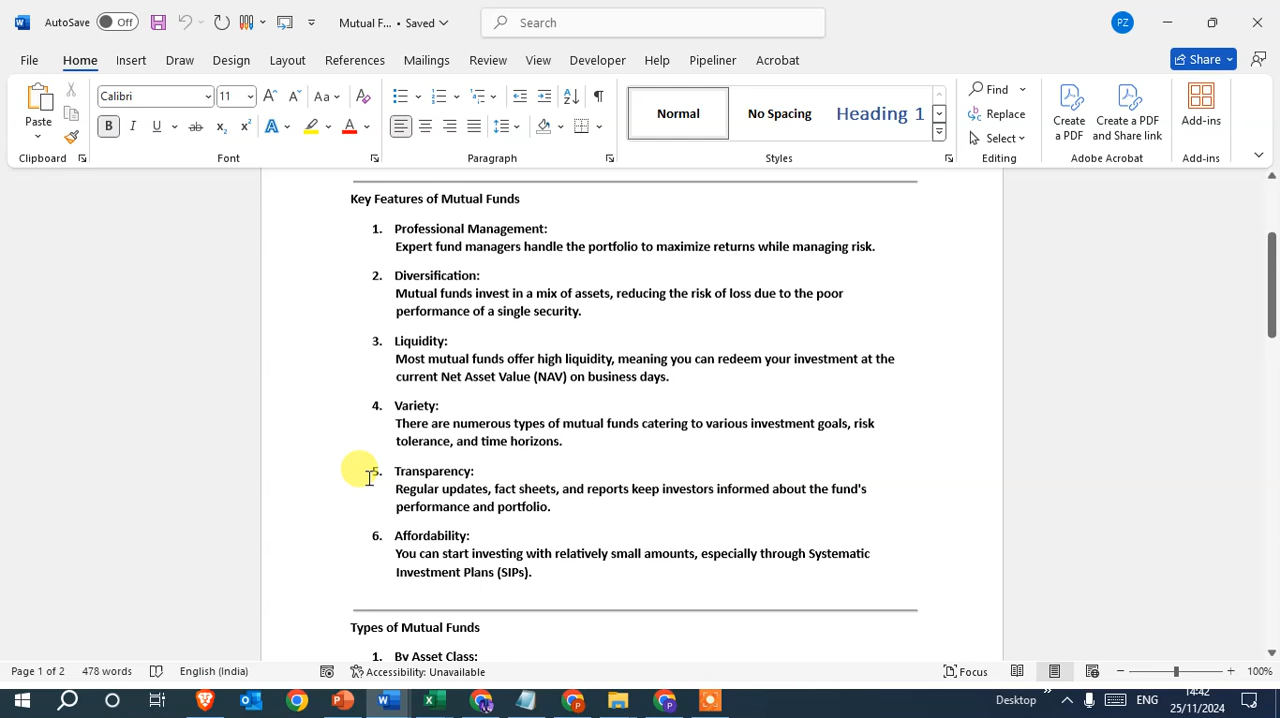 AutoSave Off Mutual F... • Saved Search PZ
File Home Insert Draw Design Layout References Mailings Review View Developer Help Pipeliner Acrobat Share
Paste Calibri 11 Aa Normal No Spacing Heading 1 Find Replace Select Create a PDF Create a PDF and Share link Add-ins
Clipboard Font Paragraph Styles Editing Adobe Acrobat Add-ins
Key Features of Mutual Funds
1. Professional Management:
Expert fund managers handle the portfolio to maximize returns while managing risk.
2. Diversification:
Mutual funds invest in a mix of assets, reducing the risk of loss due to the poor
performance of a single security.
3. Liquidity:
Most mutual funds offer high liquidity, meaning you can redeem your investment at the
current Net Asset Value (NAV) on business days.
4. Variety:
There are numerous types of mutual funds catering to various investment goals, risk
tolerance, and time horizons.
5. Transparency:
Regular updates, fact sheets, and reports keep investors informed about the fund's
performance and portfolio.
6. Affordability:
You can start investing with relatively small amounts, especially through Systematic
Investment Plans (SIPs).
Types of Mutual Funds
1. By Asset Class:
Page 1 of 2 478 words English (India) Accessibility: Unavailable Focus 100%
Desktop ENG 14:42
25/11/2024